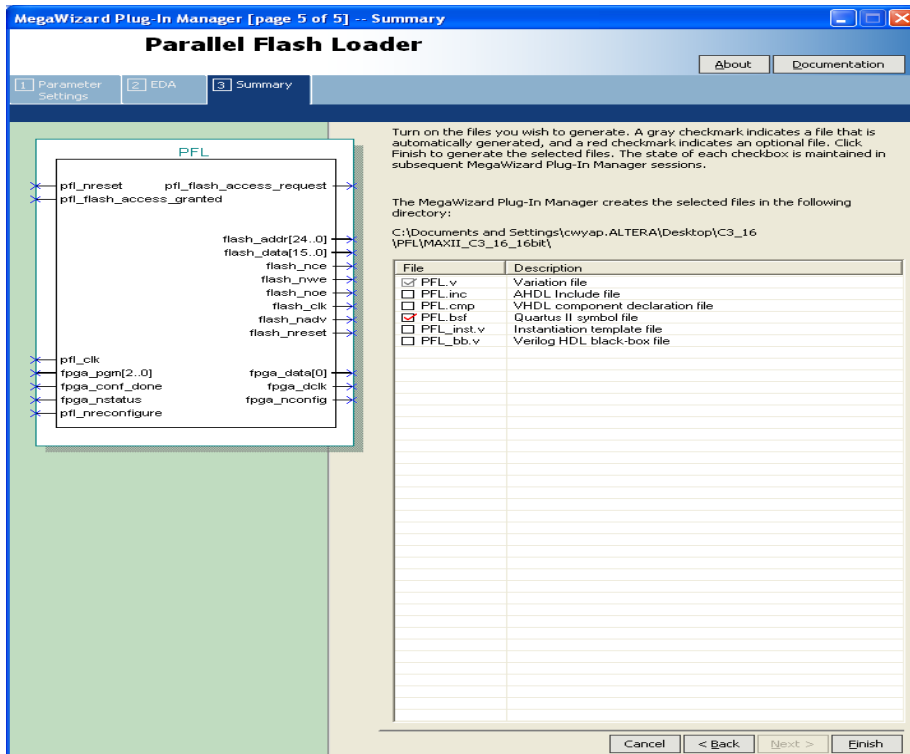 MegaWizard Plug-In Manager [page 5 of 5] -- Summary
Parallel Flash Loader
About
Documentation
1 Parameter Settings
2 EDA
3 Summary
PFL
pfl_nreset pfl_flash_access_request
pfl_flash_access_granted
flash_addr[24..0]
flash_data[15..0]
flash_nce
flash_nwe
flash_noe
flash_clk
flash_nadv
flash_nreset
pfl_clk
fpga_pgm[2..0] fpga_data[0]
fpga_conf_done fpga_dclk
fpga_nstatus fpga_nconfig
pfl_nreconfigure
Turn on the files you wish to generate. A gray checkmark indicates a file that is
automatically generated, and a red checkmark indicates an optional file. Click
Finish to generate the selected files. The state of each checkbox is maintained in
subsequent MegaWizard Plug-In Manager sessions.
The MegaWizard Plug-In Manager creates the selected files in the following
directory:
C:\Documents and Settings\cwyap.ALTERA\Desktop\C3_16
\PFL\MAXII_C3_16_16bit\
File Description
PFL.v Variation file
PFL.inc AHDL Include file
PFL.cmp VHDL component declaration file
PFL.bsf Quartus II symbol file
PFL_inst.v Instantiation template file
PFL_bb.v Verilog HDL black-box file
Cancel
< Back
Next >
Finish